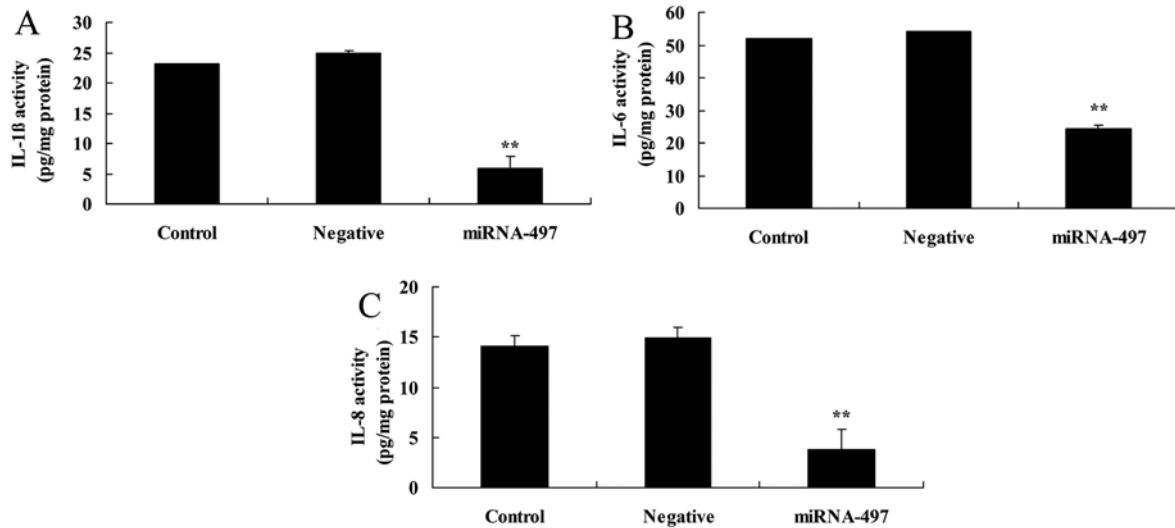 A
IL-1ß activity
(pg/mg protein)
30
25
20
15
10
5
0
**
Control Negative miRNA-497
B
IL-6 activity
(pg/mg protein)
60
50
40
30
20
10
0
**
Control Negative miRNA-497
C
IL-8 activity
(pg/mg protein)
20
15
10
5
0
**
Control Negative miRNA-497